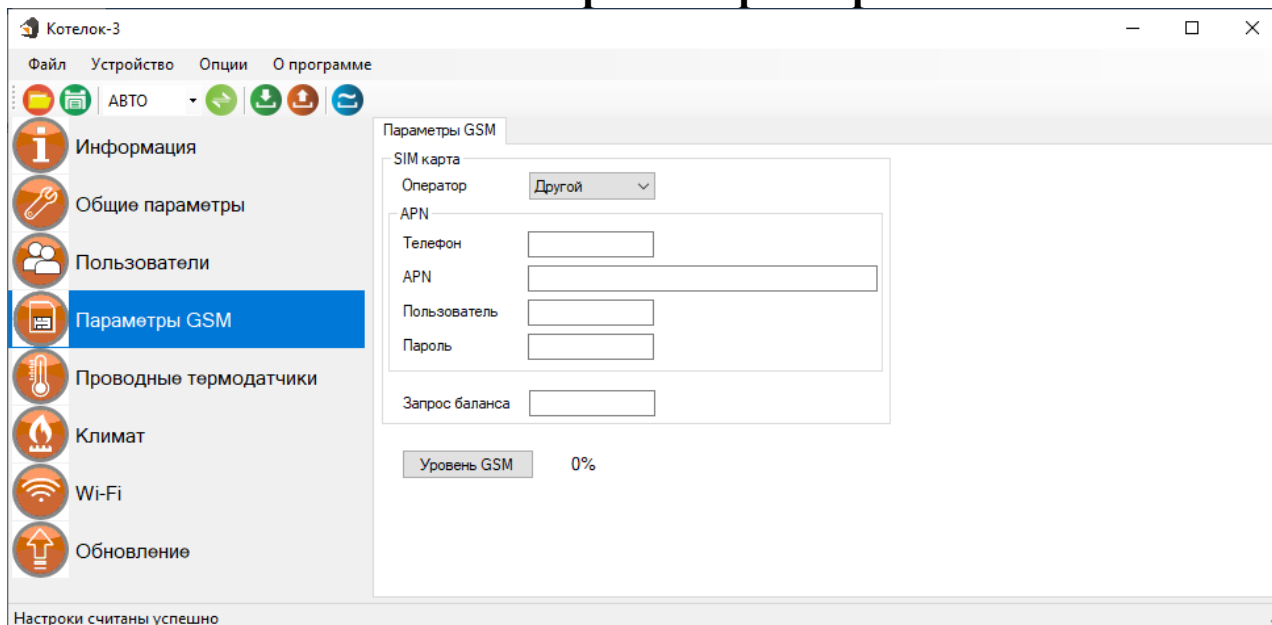 Котелок-3
Файл Устройство Опции О программе
АВТО
Информация
Общие параметры
Пользователи
Параметры GSM
Проводные термодатчики
Климат
Wi-Fi
Обновление
Параметры GSM
SIM карта
Оператор Другой
APN
Телефон
APN
Пользователь
Пароль
Запрос баланса
Уровень GSM 0%
Настроки считаны успешно